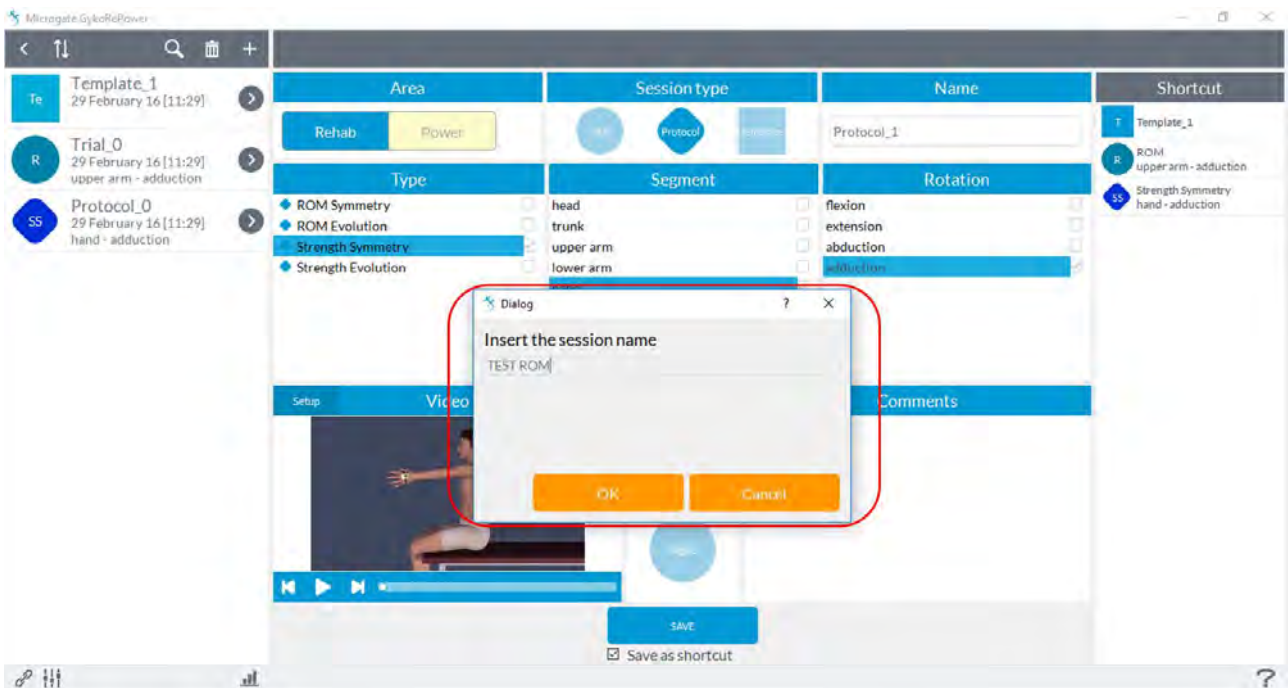 Microgate.GykoRePower
Te
Template_1
29 February 16 [11:29]
R
Trial_0
29 February 16 [11:29]
upper arm - adduction
SS
Protocol_0
29 February 16 [11:29]
hand - adduction
Area
Session type
Name
Rehab
Power
Protocol
Protocol_1
Type
Segment
Rotation
ROM Symmetry
ROM Evolution
Strength Symmetry
Strength Evolution
head
trunk
upper arm
lower arm
flexion
extension
abduction
adduction
Dialog
?
Insert the session name
TEST ROM
OK
Cancel
Setup
Video
Comments
SAVE
Save as shortcut
Shortcut
T
Template_1
R
ROM
upper arm - adduction
SS
Strength Symmetry
hand - adduction
?